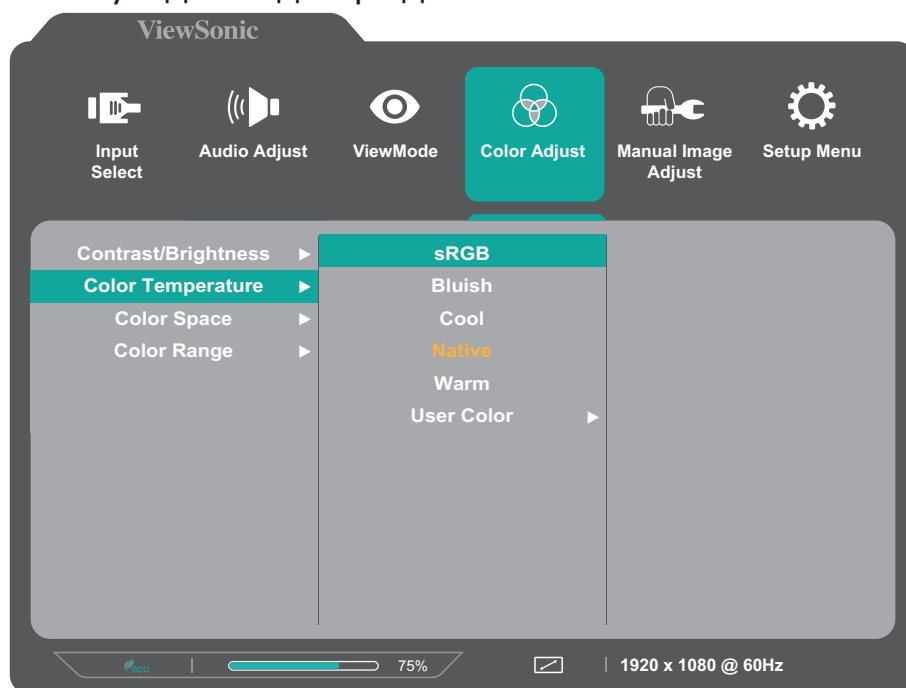 ViewSonic
Input Select
Audio Adjust
ViewMode
Color Adjust
Manual Image Adjust
Setup Menu
Contrast/Brightness
Color Temperature
Color Space
Color Range
sRGB
Bluish
Cool
Native
Warm
User Color
75%
1920 x 1080 @ 60Hz